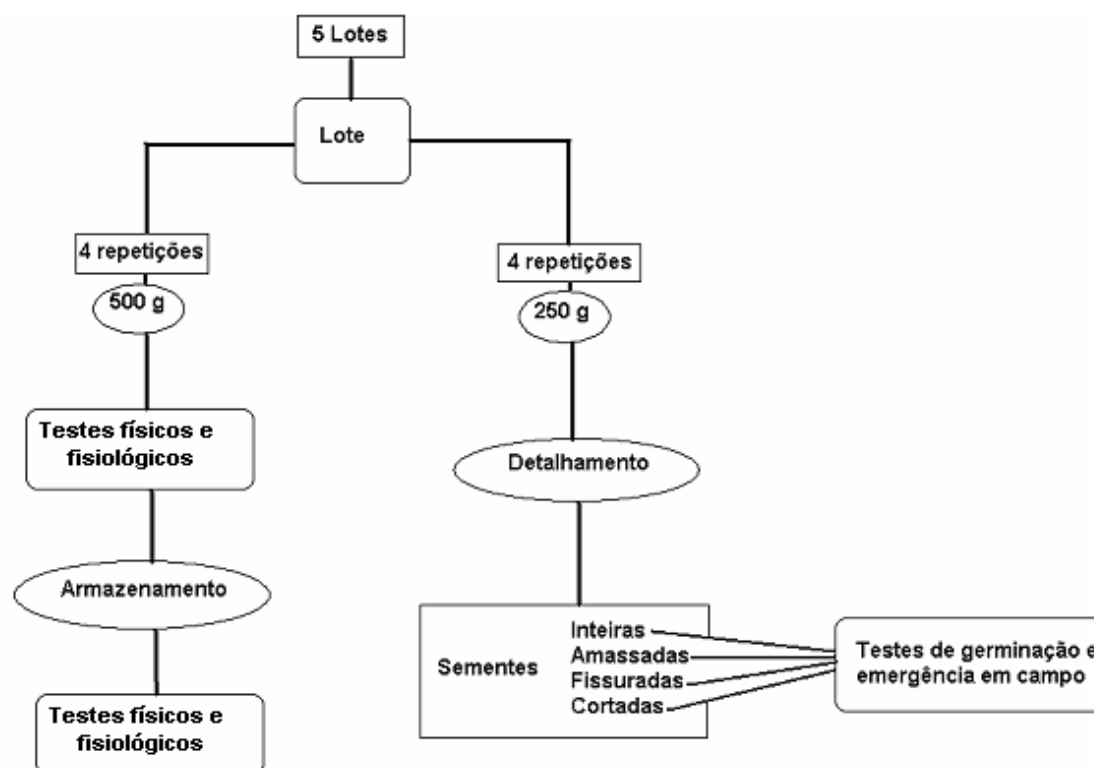 5 Lotes
Lote
4 repetições
500 g
Testes físicos e
fisiológicos
Armazenamento
Testes físicos e
fisiológicos
4 repetições
250 g
Detalhamento
Sementes
Inteiras
Amassadas
Fissuradas
Cortadas
Testes de germinação e
emergência em campo